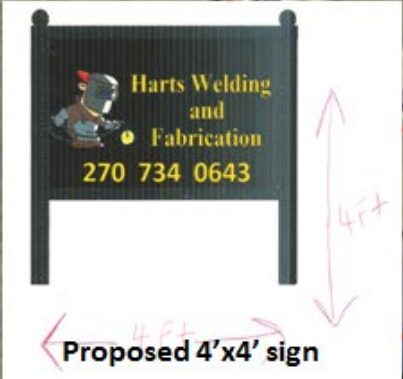 Harts Welding
and
Fabrication
270 734 0643
4Ft
4Ft
Proposed 4'x4' sign